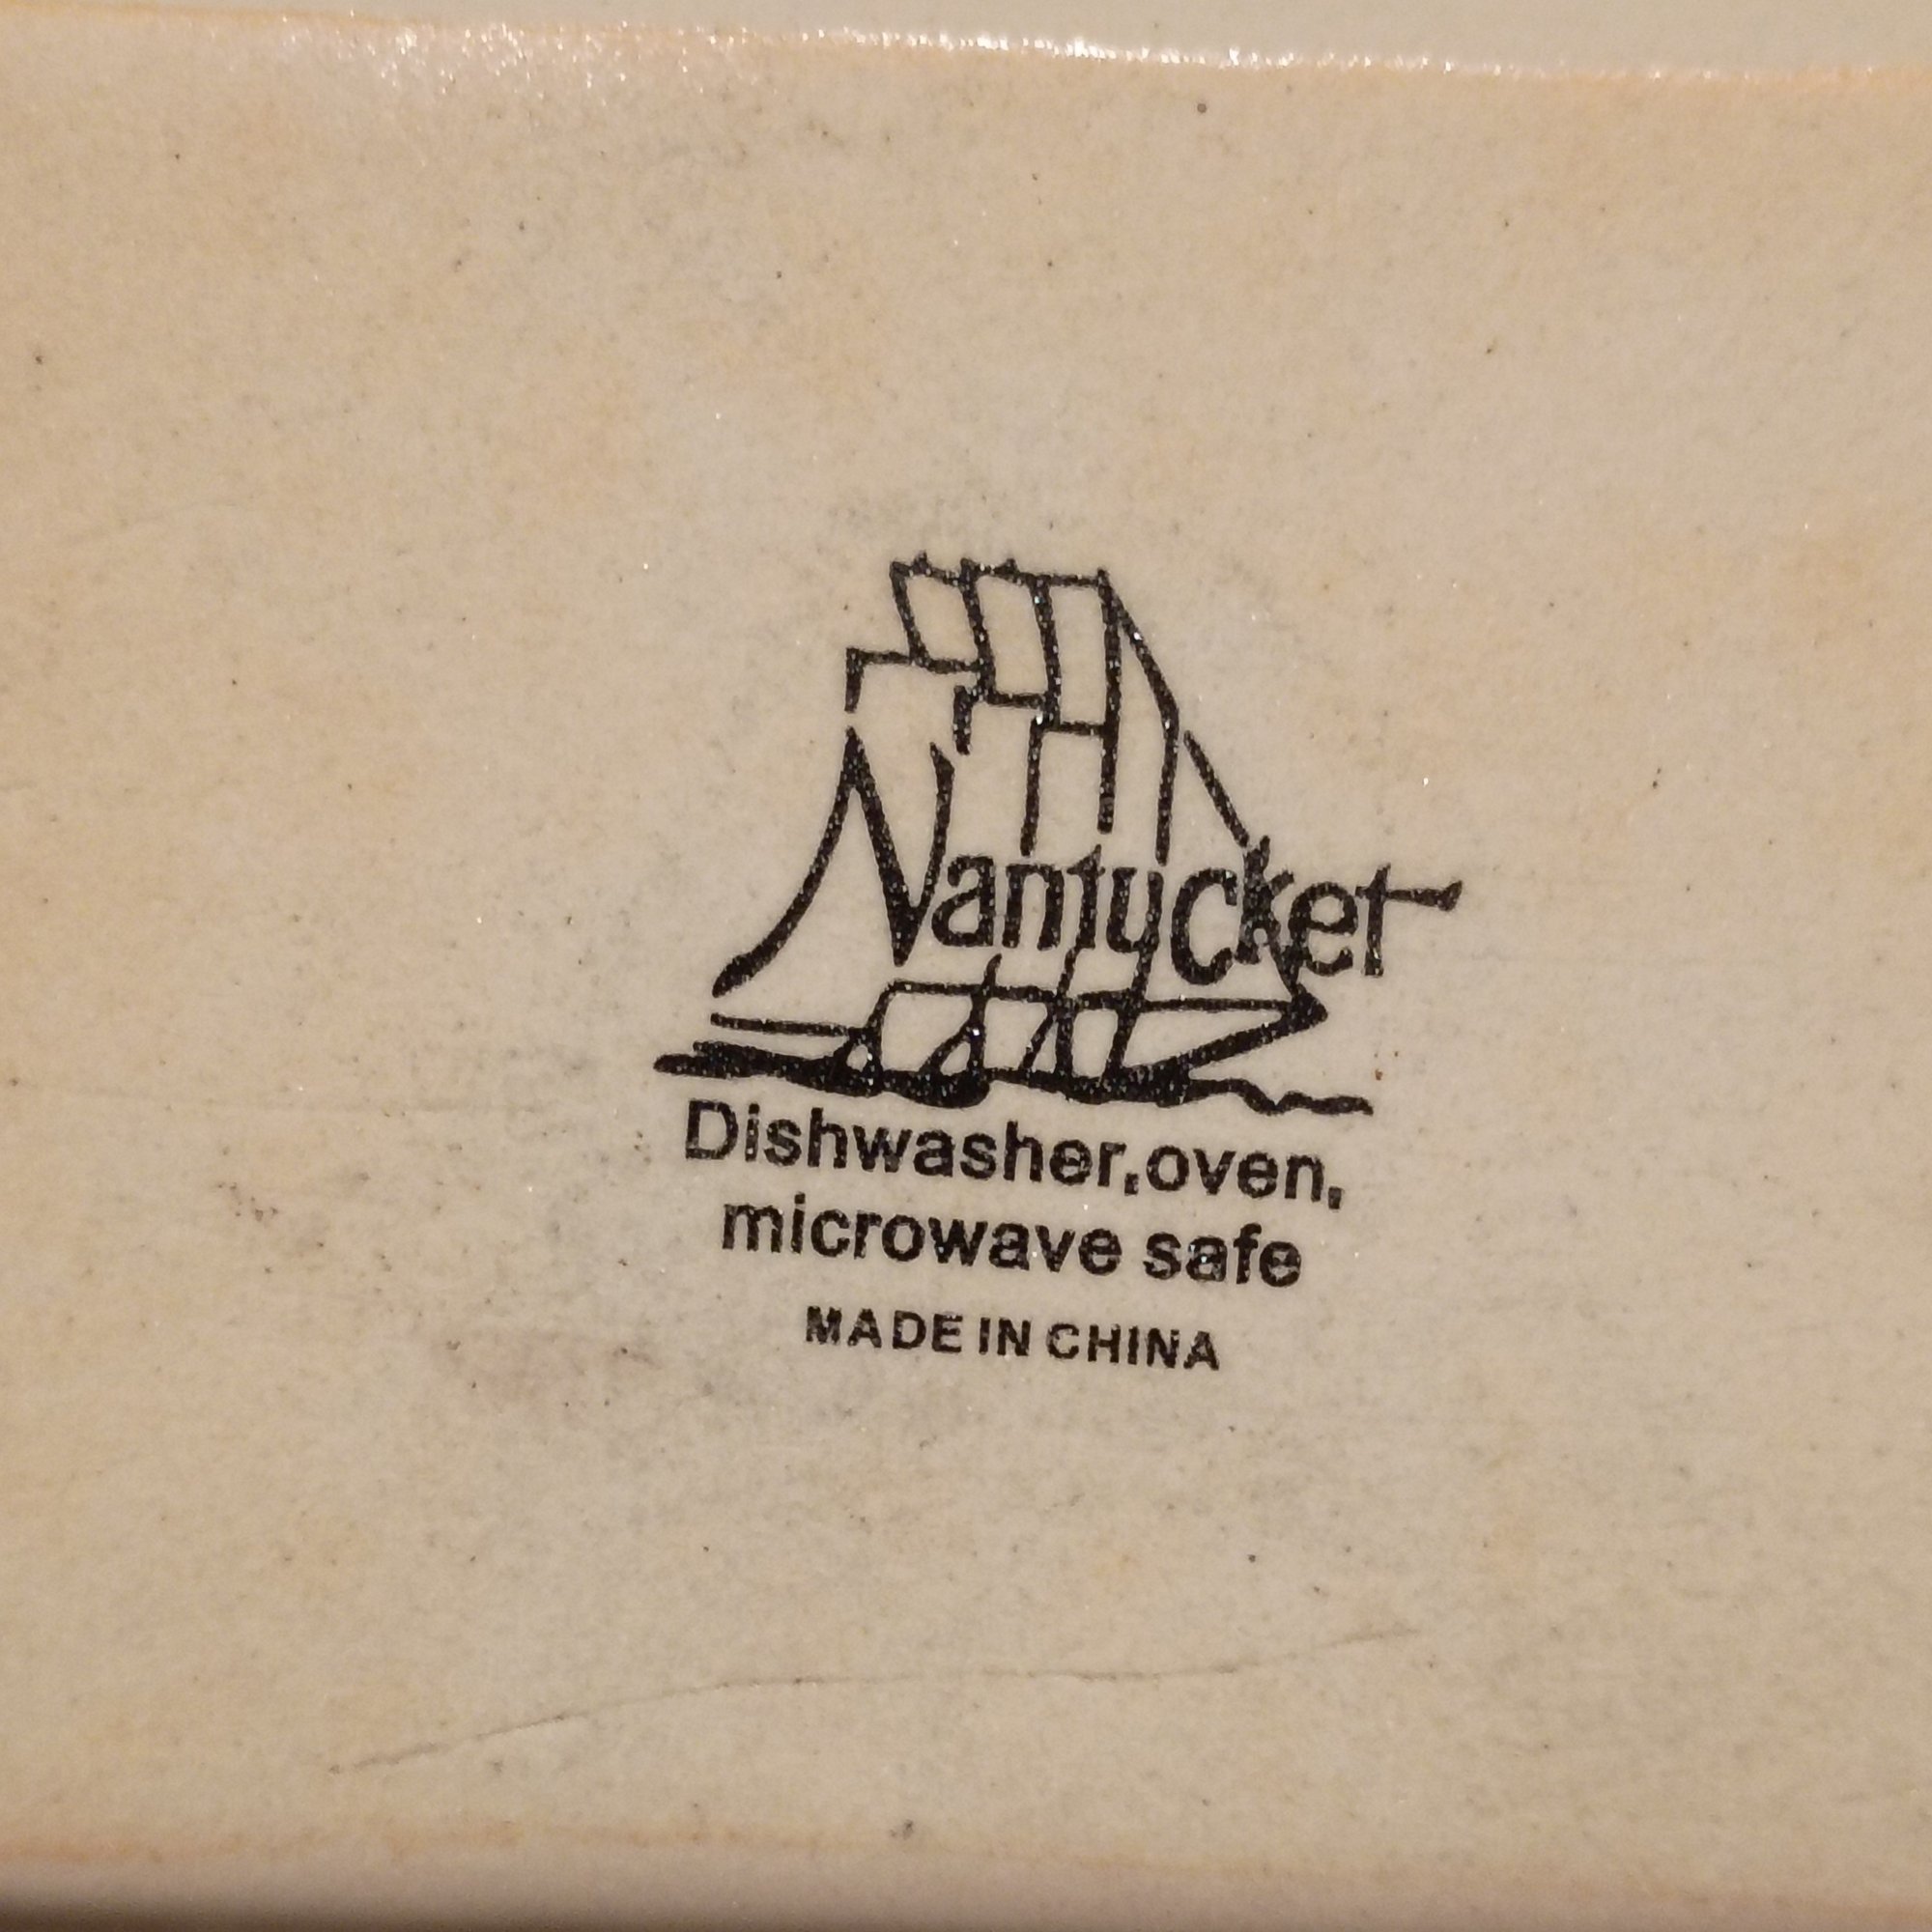 Nantucket
Dishwasher,oven,
microwave safe
MADE IN CHINA